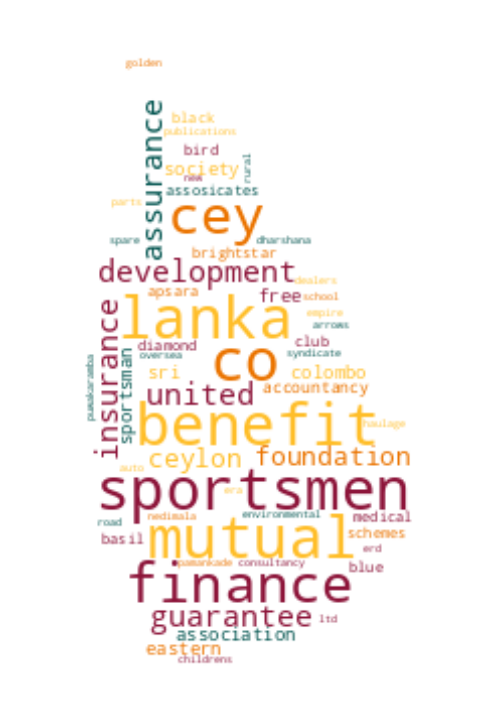 golden
assurance
black
publications
bird
society
rural
new
assosicates
parts
cey
spare
dharshana
brightstar
development
dealers
apsara
free
school
insurance
lanka
empire
arrows
diamond
club
sportsman
oversea
co
syndicate
puwakaramba
sri
colombo
united
accountancy
benefit
haulage
ceylon
foundation
auto
sportsmen
era
road
nedimala
environmental
medical
basil
mutual
schemes
erd
pamankade
consultancy
blue
finance
guarantee
ltd
association
eastern
childrens